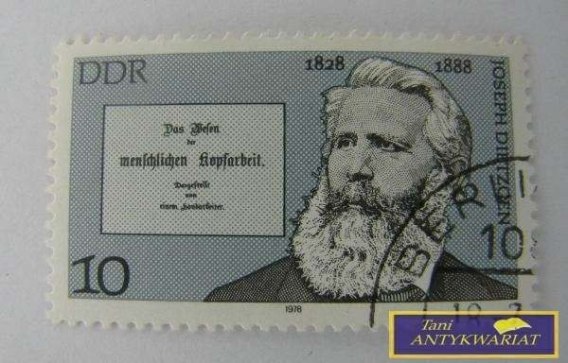 DDR
1828 1888
JOSEPH DIETZGEN
Das Wesen
der
menschlichen Kopfarbeit.
Dargestellt
von
einem Handarbeiter.
10
1978
BERLI
10
Tani
ANTYKWARIAT